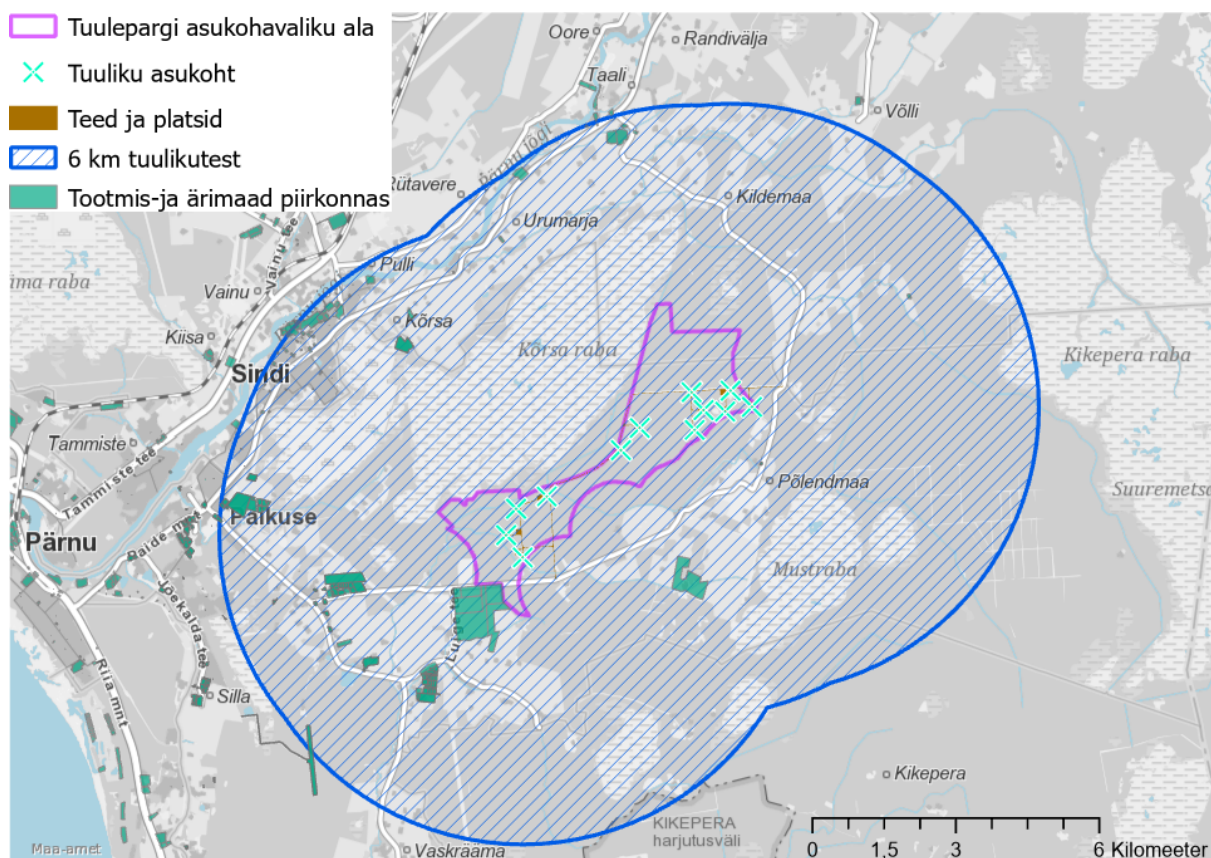 Tuulepargi asukohavaliku ala
Tuuliku asukoht
Teed ja platsid
6 km tuulikutest
Tootmis-ja ärimaad piirkonnas
Oore
Randivälja
Taali
Võlli
Pärnu jõgi
Rütavere
Kildemaa
Urumarja
Vainu tee
Pulli
ma raba
Vainu
Kõrsa
Kiisa
Kõrsa raba
Kikepera raba
Sindi
Tammiste
Tammiste tee
Põlendmaa
Suuremetsa
Paikuse
Pärnu
Paide mnt
Mustraba
Jõekalda tee
Luige tee
Riia mnt
Silla
Kikepera
KIKEPERA
harjutusväli
Vaskrääma
Maa-amet
0 1,5 3 6 Kilomeeter